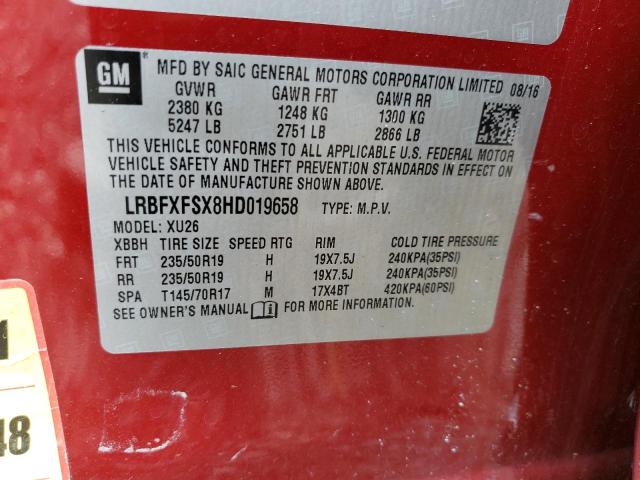 GM
MFD BY SAIC GENERAL MOTORS CORPORATION LIMITED 08/16
GVWR GAWR FRT GAWR RR
2380 KG 1248 KG 1300 KG
5247 LB 2751 LB 2866 LB
THIS VEHICLE CONFORMS TO ALL APPLICABLE U.S. FEDERAL MOTOR
VEHICLE SAFETY AND THEFT PREVENTION STANDARDS IN EFFECT ON THE
DATE OF MANUFACTURE SHOWN ABOVE.
LRBFXFSX8HD019658 TYPE: M.P.V.
MODEL: XU26
XBBH TIRE SIZE SPEED RTG RIM COLD TIRE PRESSURE
FRT 235/50R19 H 19X7.5J 240KPA(35PSI)
RR 235/50R19 H 19X7.5J 240KPA(35PSI)
SPA T145/70R17 M 17X4BT 420KPA(60PSI)
SEE OWNER'S MANUAL FOR MORE INFORMATION.
48